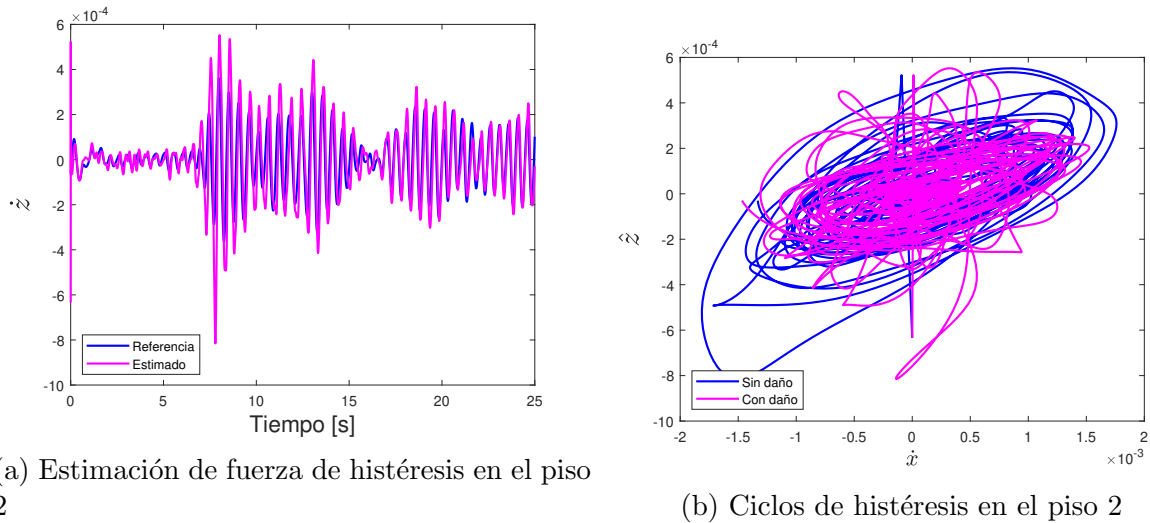 ×10⁻⁴
6
4
2
0
-2
-4
-6
-8
-10
ż
Referencia
Estimado
0 5 10 15 20 25
Tiempo [s]
(a) Estimación de fuerza de histéresis en el piso
2
×10⁻⁴
6
4
2
0
-2
-4
-6
-8
-10
ẑ
Sin daño
Con daño
-2 -1.5 -1 -0.5 0 0.5 1 1.5 2
×10⁻³
ẋ
(b) Ciclos de histéresis en el piso 2